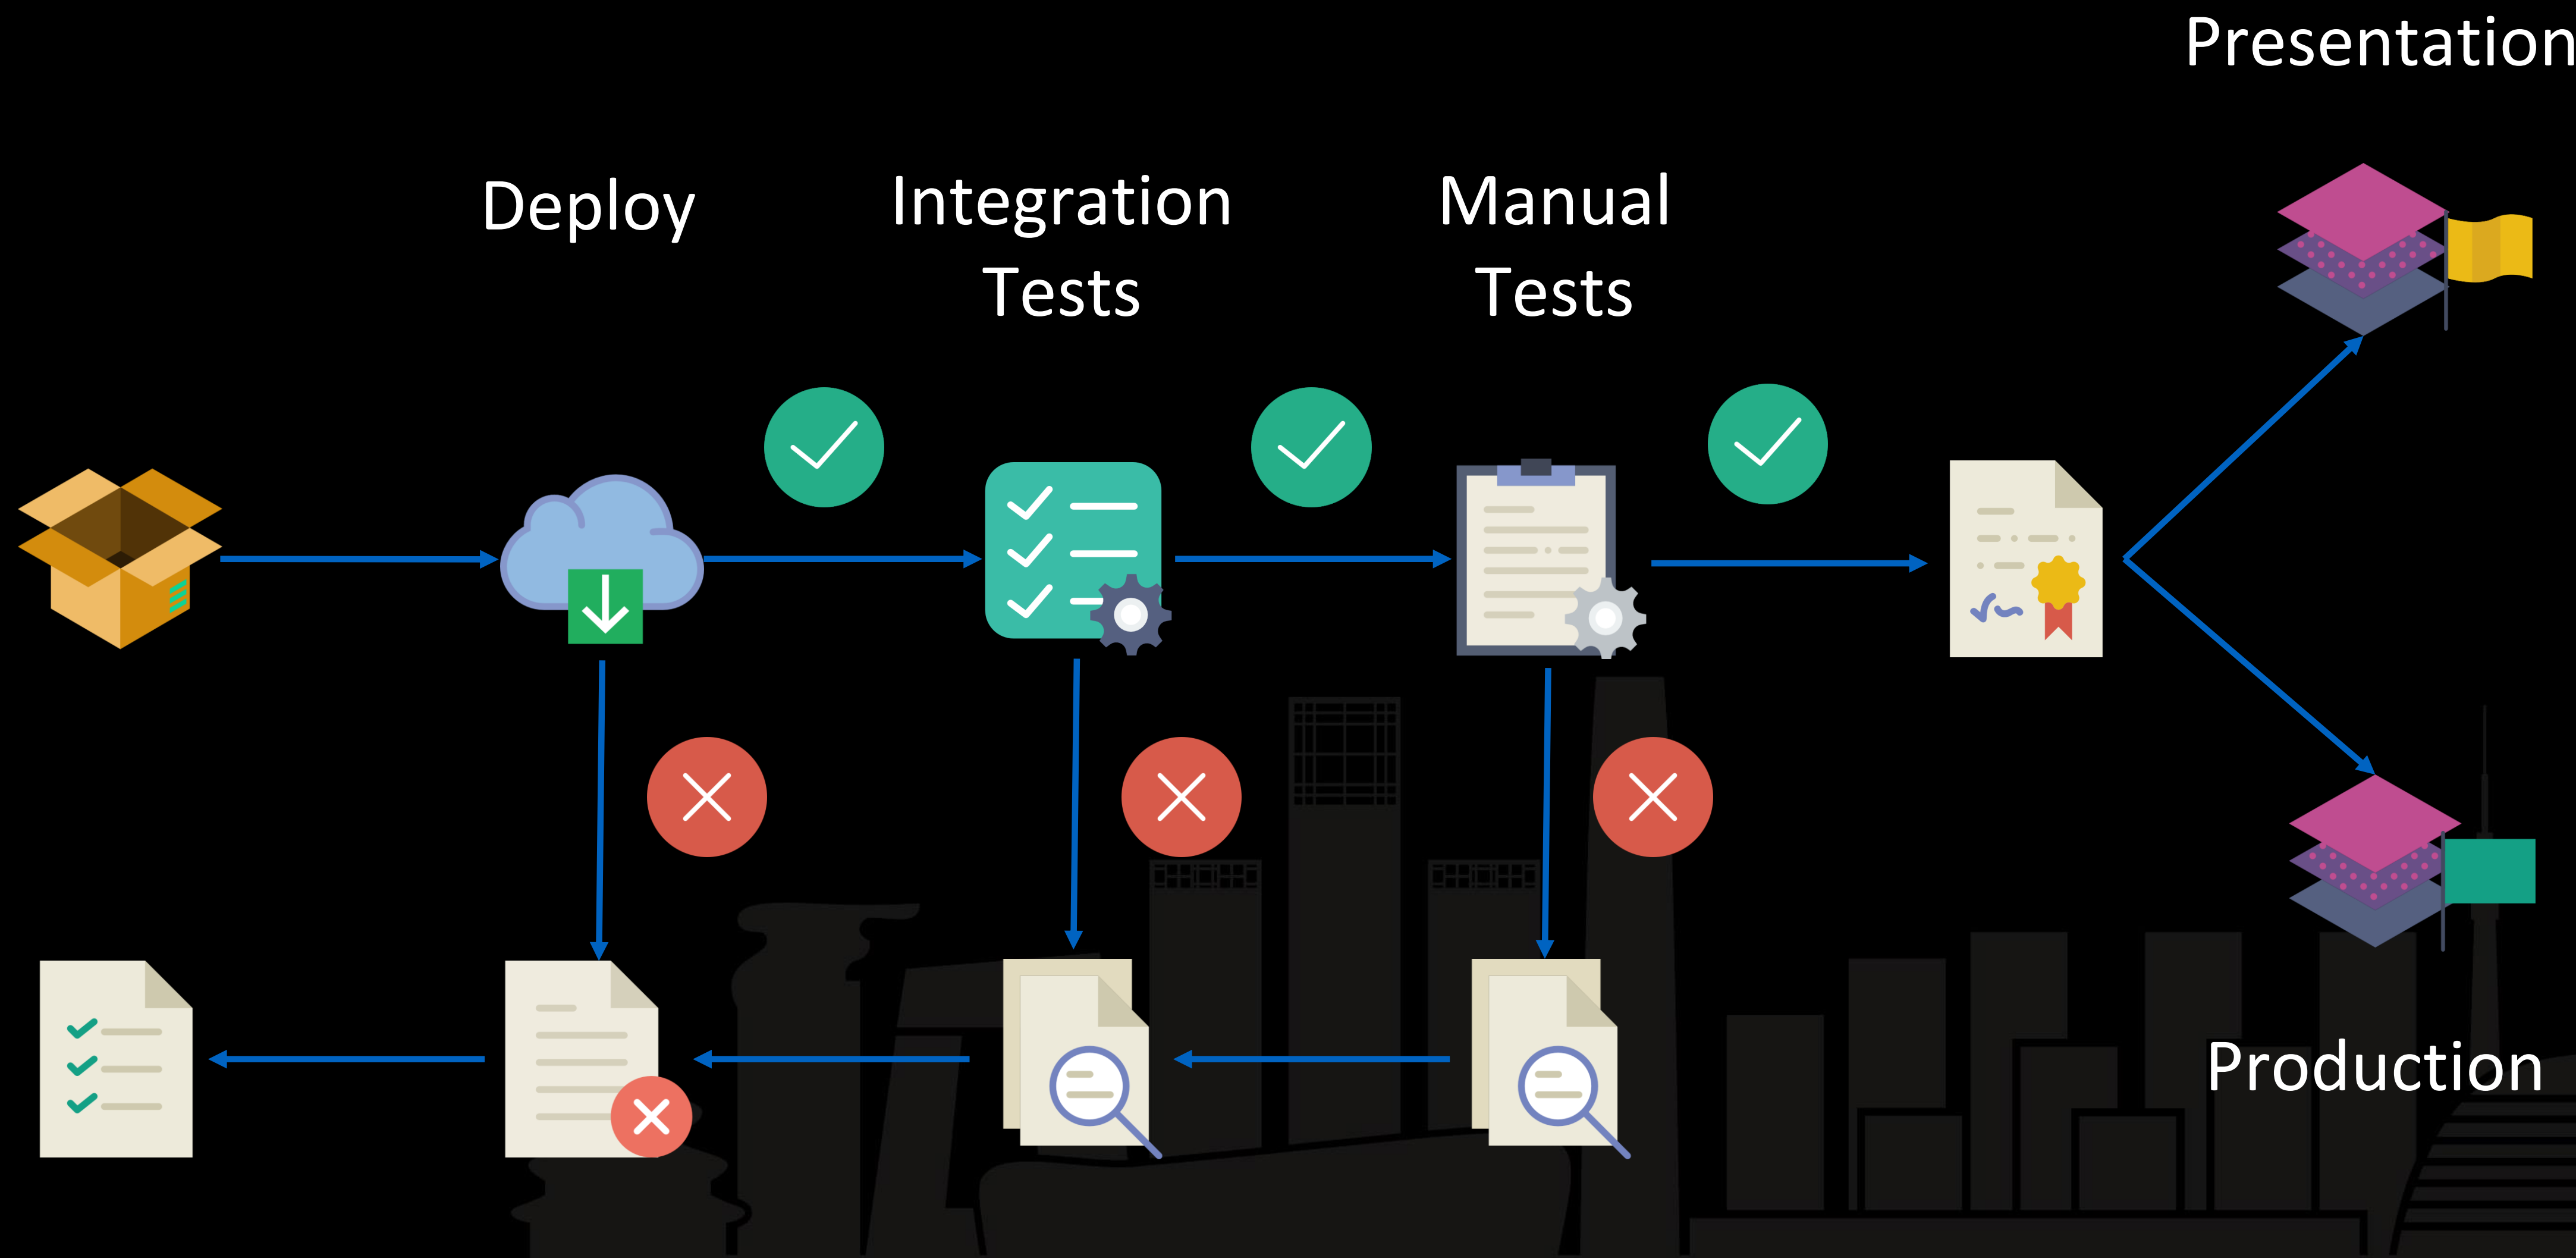 Presentation
Deploy
Integration
Tests
Manual
Tests
Production